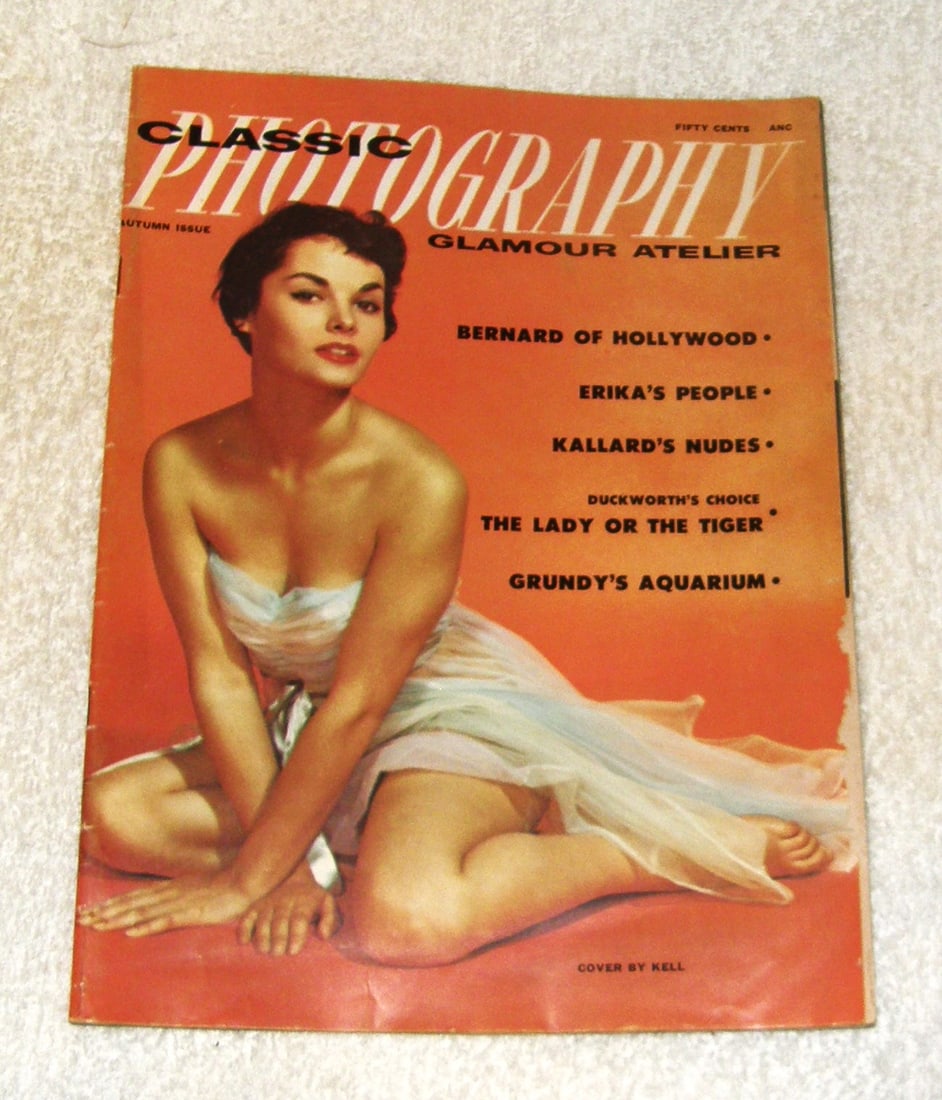 FIFTY CENTS ANC
CLASSIC
PHOTOGRAPHY
AUTUMN ISSUE
GLAMOUR ATELIER
BERNARD OF HOLLYWOOD •
ERIKA'S PEOPLE •
KALLARD'S NUDES •
DUCKWORTH'S CHOICE
THE LADY OR THE TIGER •
GRUNDY'S AQUARIUM •
COVER BY KELL